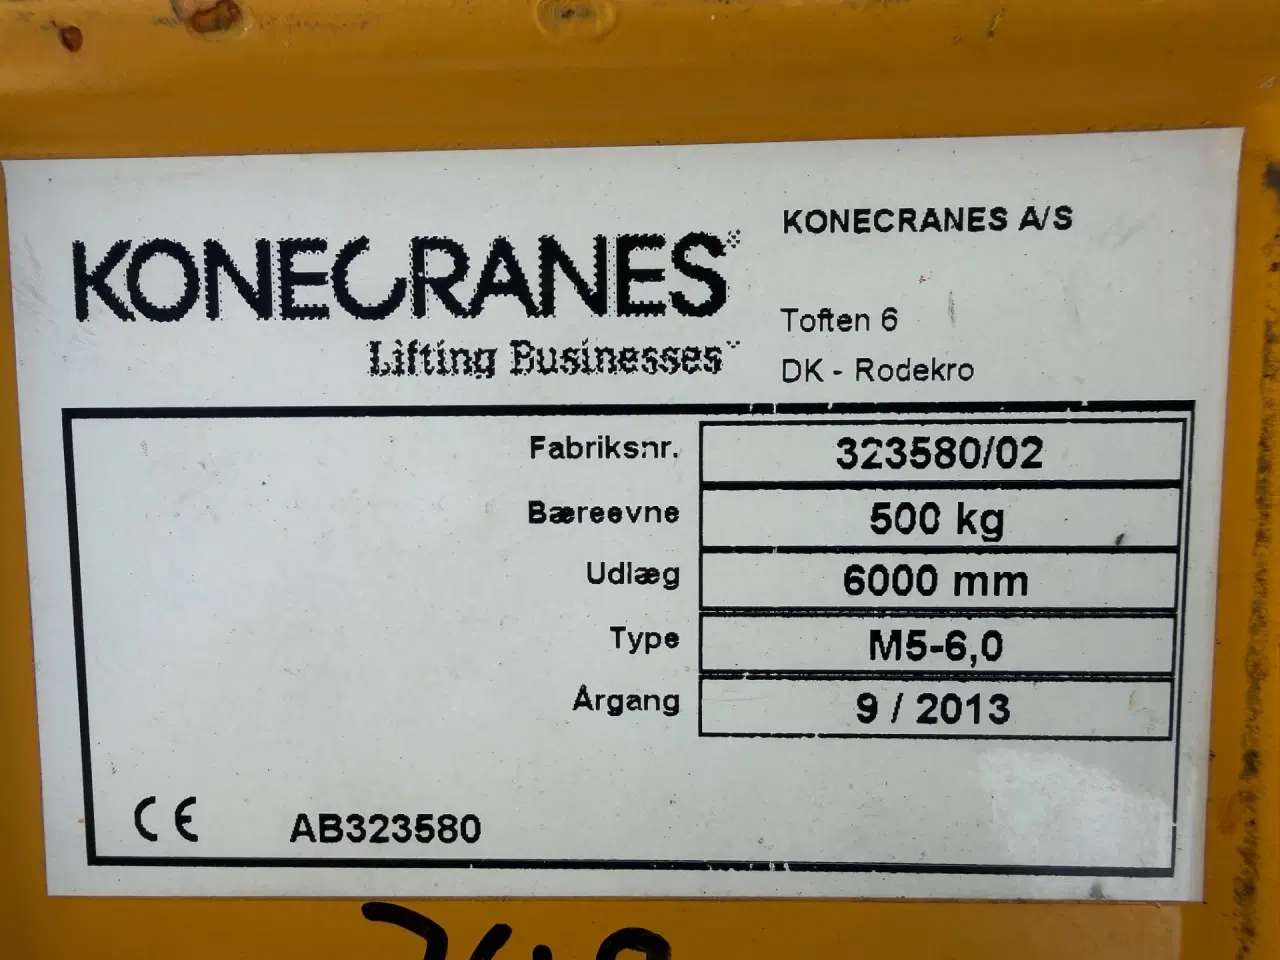 KONECRANES
Lifting Businesses
KONECRANES A/S
Toften 6
DK - Rodekro
Fabriksnr. 323580/02
Bæreevne 500 kg
Udlæg 6000 mm
Type M5-6,0
Årgang 9 / 2013
CE AB323580